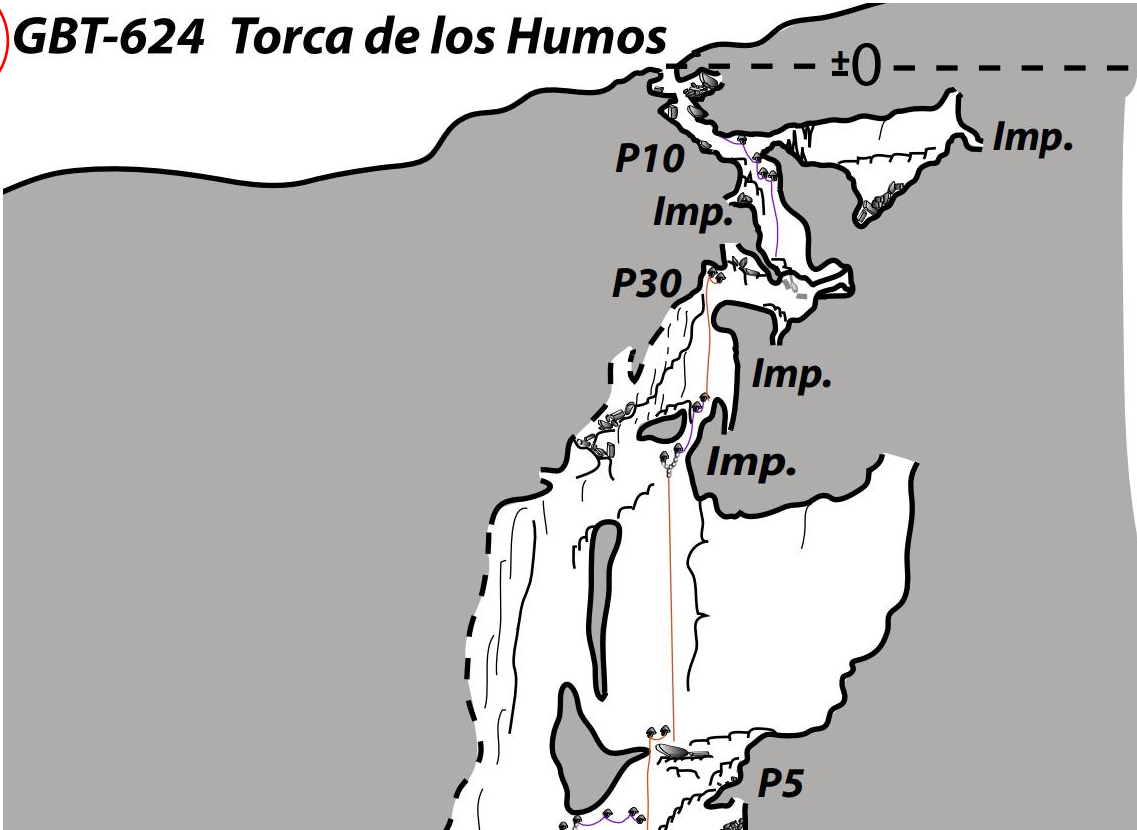 GBT-624 Torca de los Humos
±0
Imp.
P10
Imp.
P30
Imp.
Imp.
P5